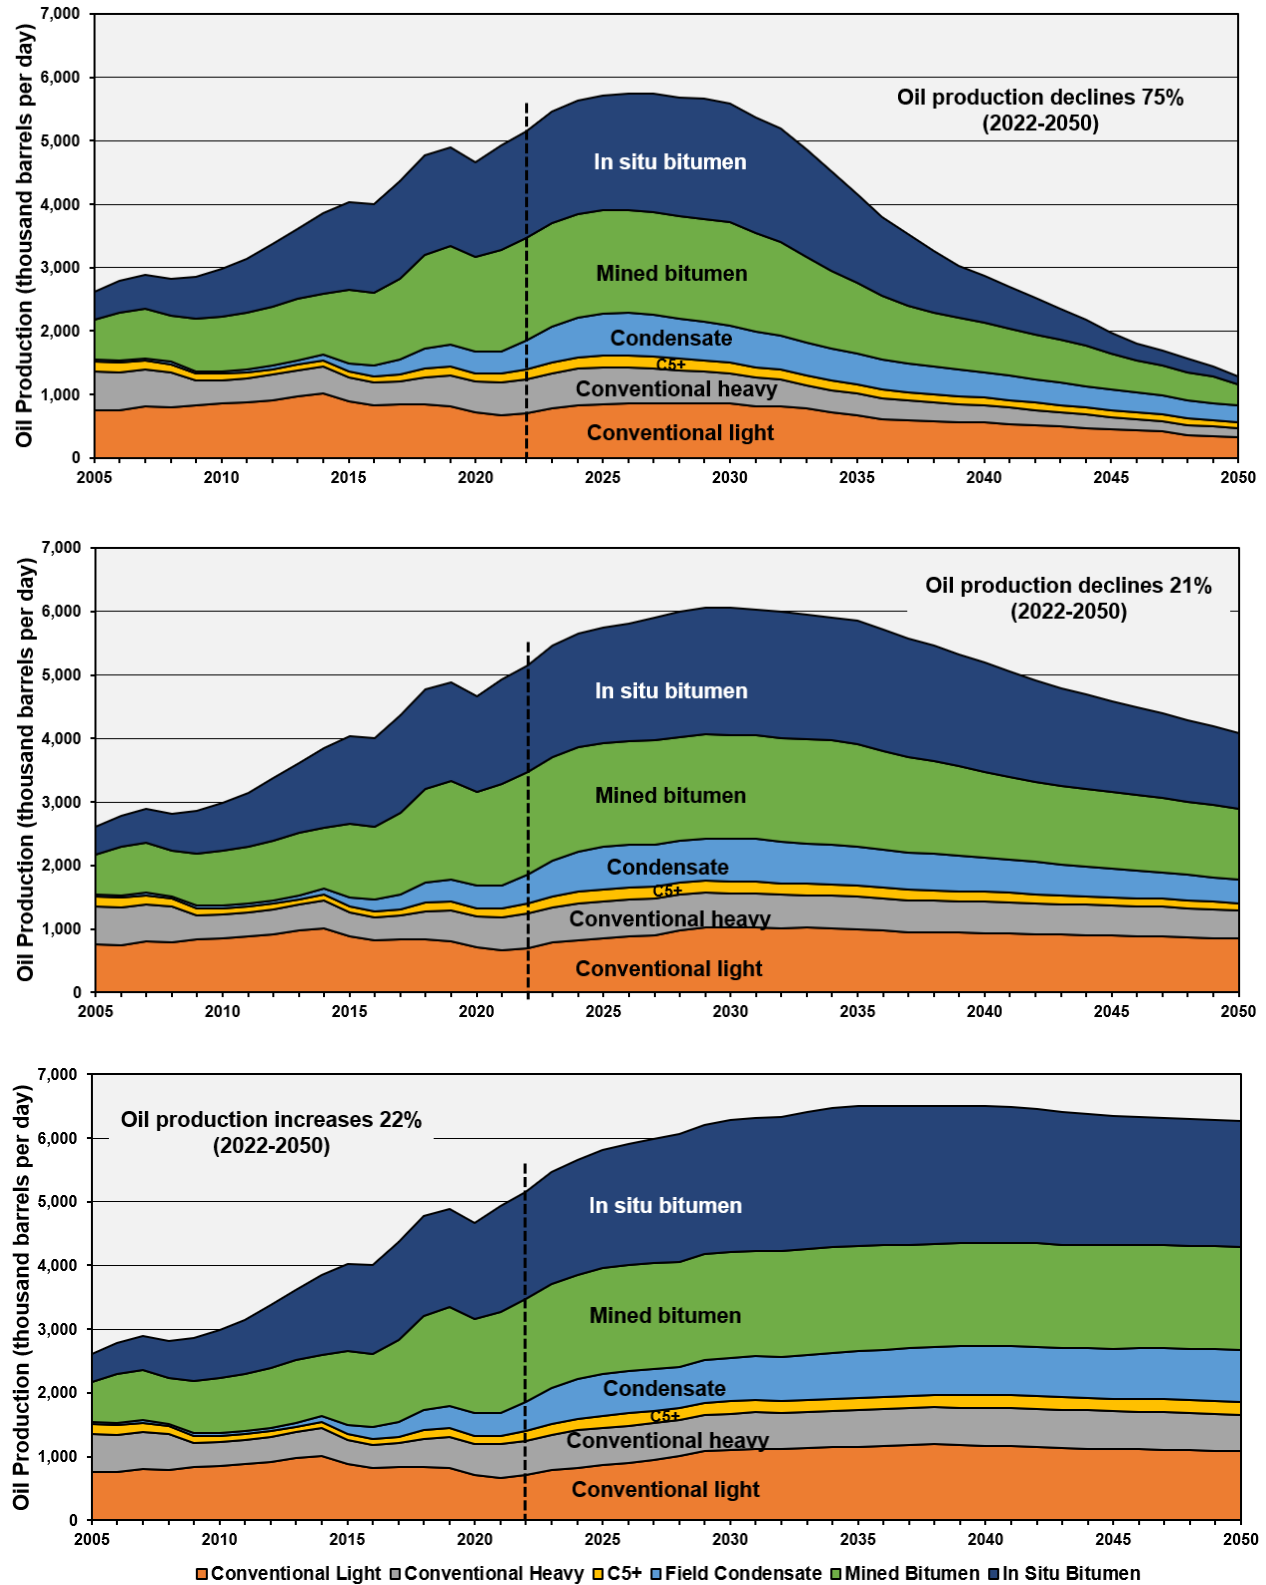 Oil Production (thousand barrels per day)
7,000
6,000
5,000
4,000
3,000
2,000
1,000
0
Oil production declines 75%
(2022-2050)
In situ bitumen
Mined bitumen
Condensate
C5+
Conventional heavy
Conventional light
2005 2010 2015 2020 2025 2030 2035 2040 2045 2050
Oil Production (thousand barrels per day)
7,000
6,000
5,000
4,000
3,000
2,000
1,000
0
Oil production declines 21%
(2022-2050)
In situ bitumen
Mined bitumen
Condensate
C5+
Conventional heavy
Conventional light
2005 2010 2015 2020 2025 2030 2035 2040 2045 2050
Oil Production (thousand barrels per day)
7,000
6,000
5,000
4,000
3,000
2,000
1,000
0
Oil production increases 22%
(2022-2050)
In situ bitumen
Mined bitumen
Condensate
C5+
Conventional heavy
Conventional light
2005 2010 2015 2020 2025 2030 2035 2040 2045 2050
Conventional Light Conventional Heavy C5+ Field Condensate Mined Bitumen In Situ Bitumen